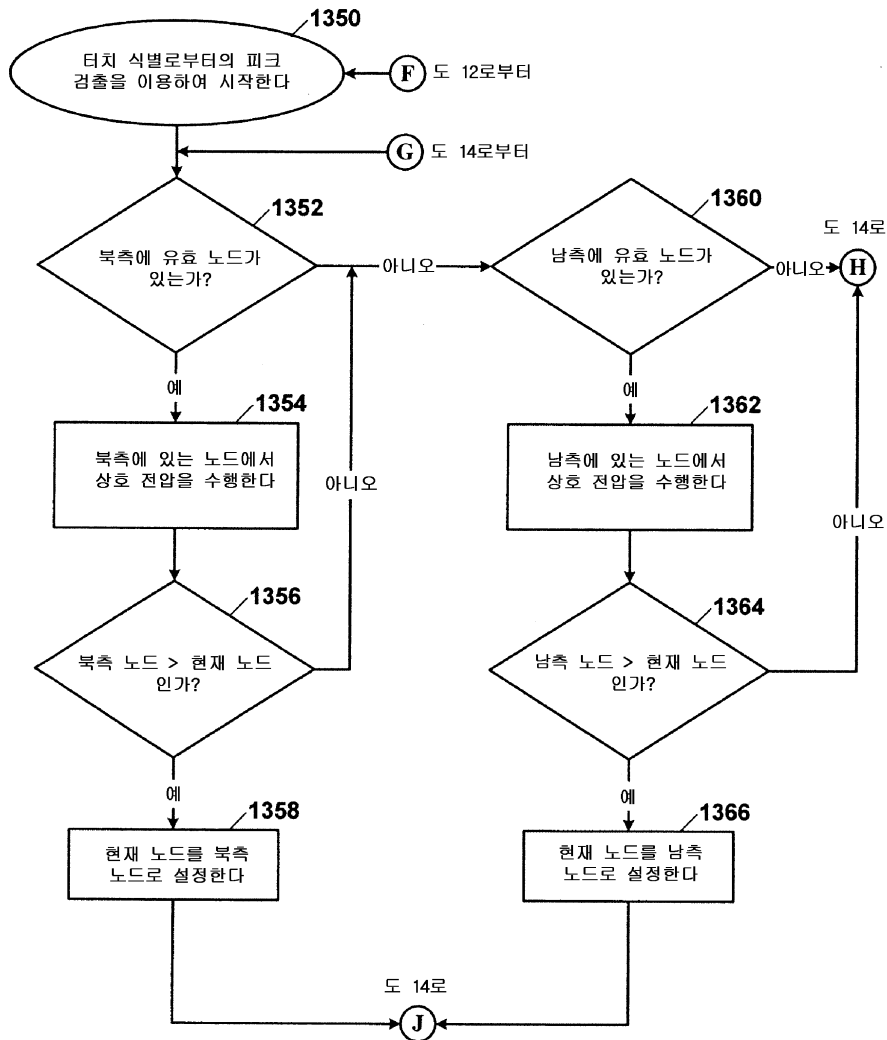 1350
터치 식별로부터의 피크
검출을 이용하여 시작한다
F 도 12로부터
G 도 14로부터
1352
북측에 유효 노드가
있는가?
아니오
1360
남측에 유효 노드가
있는가?
아니오
도 14로
H
예
1354
북측에 있는 노드에서
상호 전압을 수행한다
아니오
예
1362
남측에 있는 노드에서
상호 전압을 수행한다
아니오
1356
북측 노드 > 현재 노드
인가?
1364
남측 노드 > 현재 노드
인가?
예
1358
현재 노드를 북측
노드로 설정한다
예
1366
현재 노드를 남측
노드로 설정한다
도 14로
J